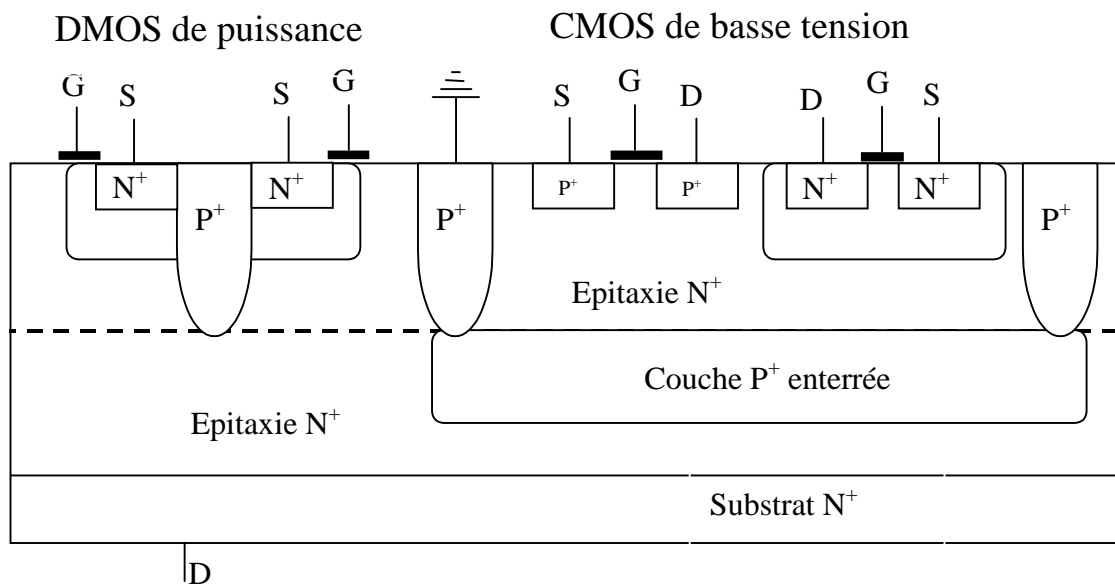 DMOS de puissance
CMOS de basse tension
G
S
S
G
S
G
D
D
G
S
N⁺
P⁺
N⁺
P⁺
P⁺
P⁺
N⁺
N⁺
P⁺
Epitaxie N⁺
Couche P⁺ enterrée
Epitaxie N⁺
Substrat N⁺
D